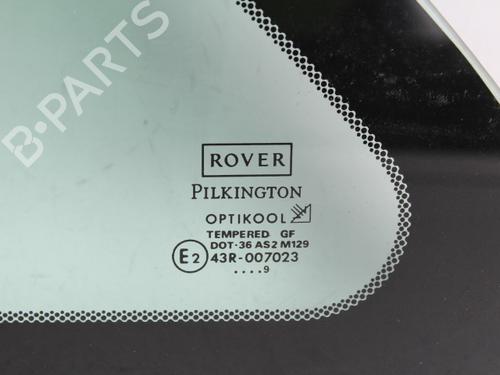 B-PARTS
ROVER
PILKINGTON
OPTIKOOL
TEMPERED GF
DOT·36 AS2 M129
E2 43R-007023
....9